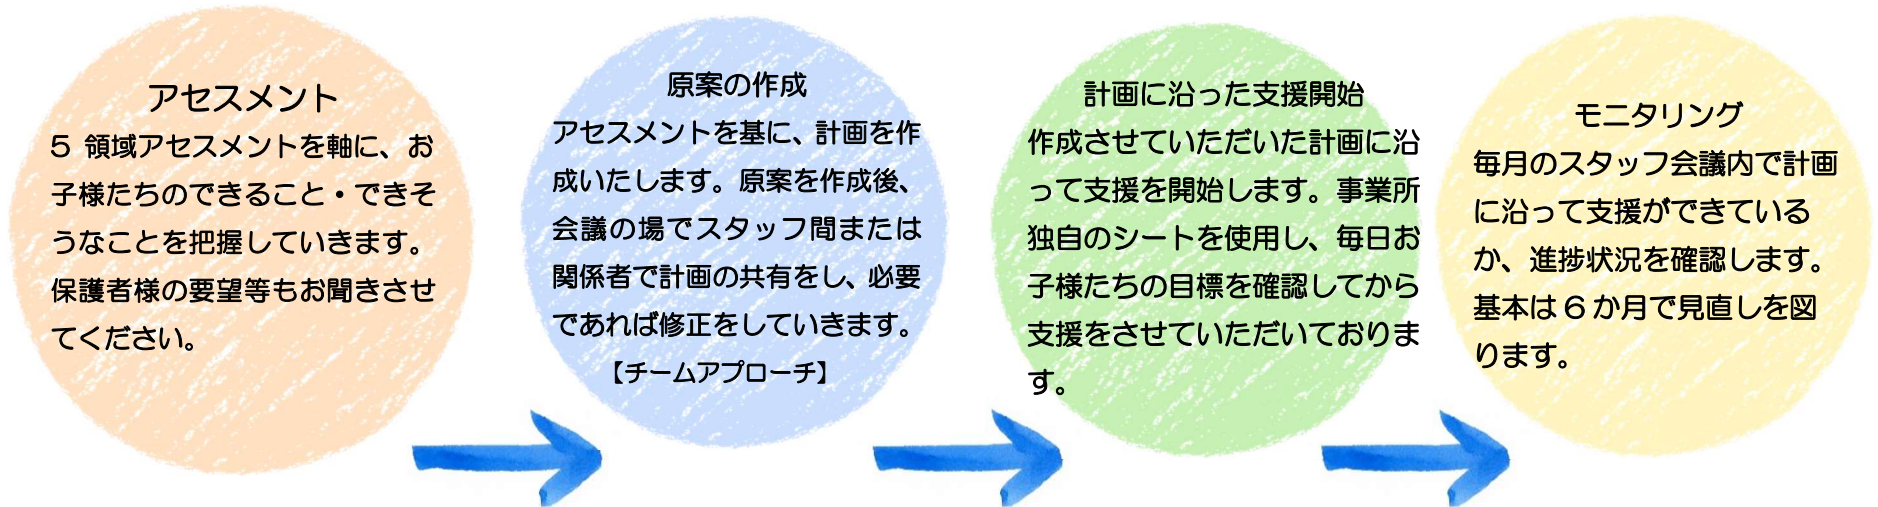 アセスメント
5 領域アセスメントを軸に、お
子様たちのできること・できそ
うなことを把握していきます。
保護者様の要望等もお聞きさせ
てください。
原案の作成
アセスメントを基に、計画を作
成いたします。原案を作成後、
会議の場でスタッフ間または
関係者で計画の共有をし、必要
であれば修正をしていきます。
【チームアプローチ】
計画に沿った支援開始
作成させていただいた計画に沿
って支援を開始します。事業所
独自のシートを使用し、毎日お
子様たちの目標を確認してから
支援をさせていただいておりま
す。
モニタリング
毎月のスタッフ会議内で計画
に沿って支援ができている
か、進捗状況を確認します。
基本は6か月で見直しを図
ります。